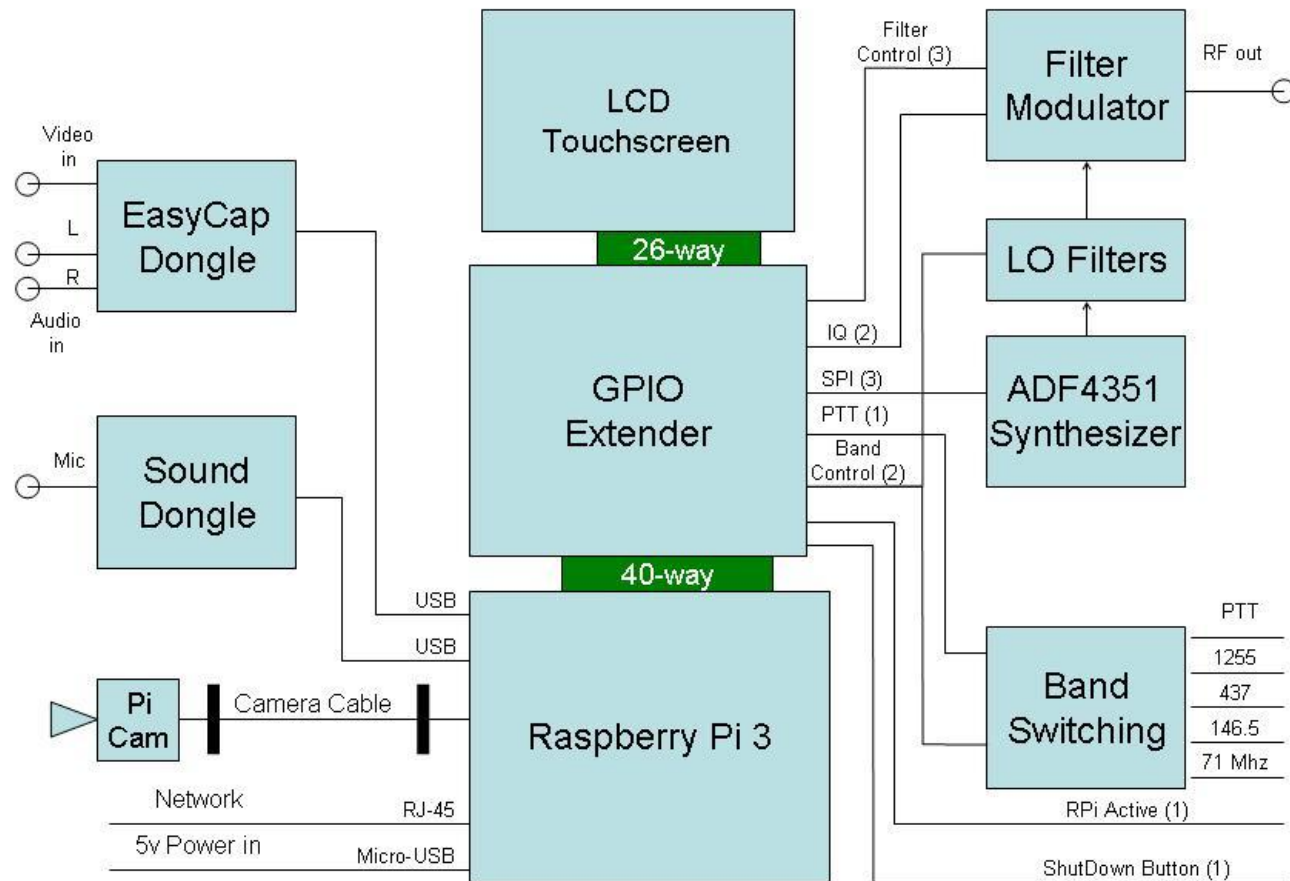 Filter
Control (3)
LCD
Touchscreen
Filter
Modulator
RF out
Video
in
L
R
Audio
in
EasyCap
Dongle
26-way
LO Filters
GPIO
Extender
IQ (2)
SPI (3)
PTT (1)
Band
Control (2)
ADF4351
Synthesizer
Mic
Sound
Dongle
40-way
USB
USB
Pi
Cam
Camera Cable
Raspberry Pi 3
Band
Switching
PTT
1255
437
146.5
71 Mhz
Network
RJ-45
5v Power in
Micro-USB
RPi Active (1)
ShutDown Button (1)